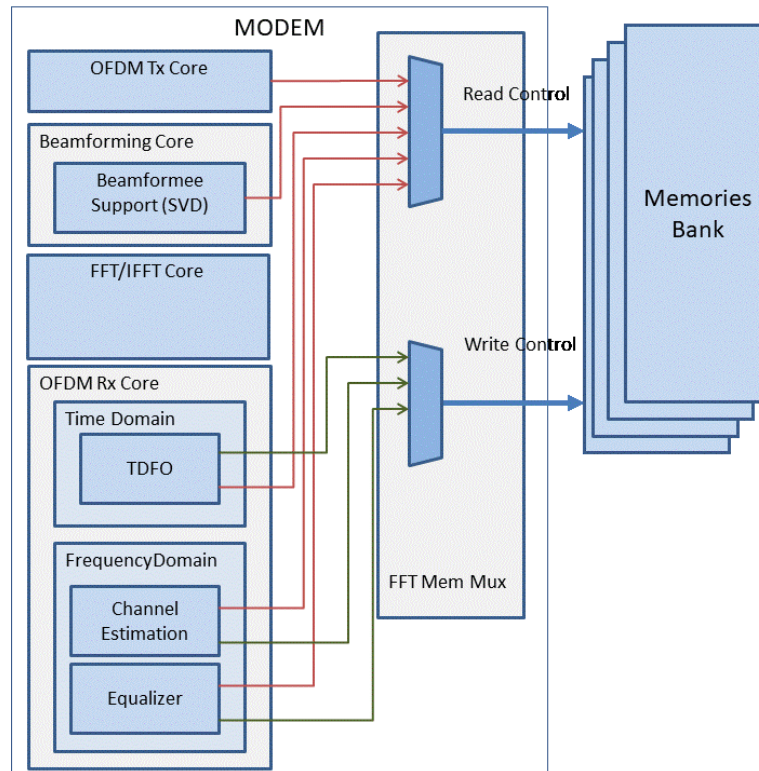 MODEM
OFDM Tx Core
Read Control
Beamforming Core
Beamformee
Support (SVD)
Memories
Bank
FFT/IFFT Core
Write Control
OFDM Rx Core
Time Domain
TDFO
FrequencyDomain
FFT Mem Mux
Channel
Estimation
Equalizer